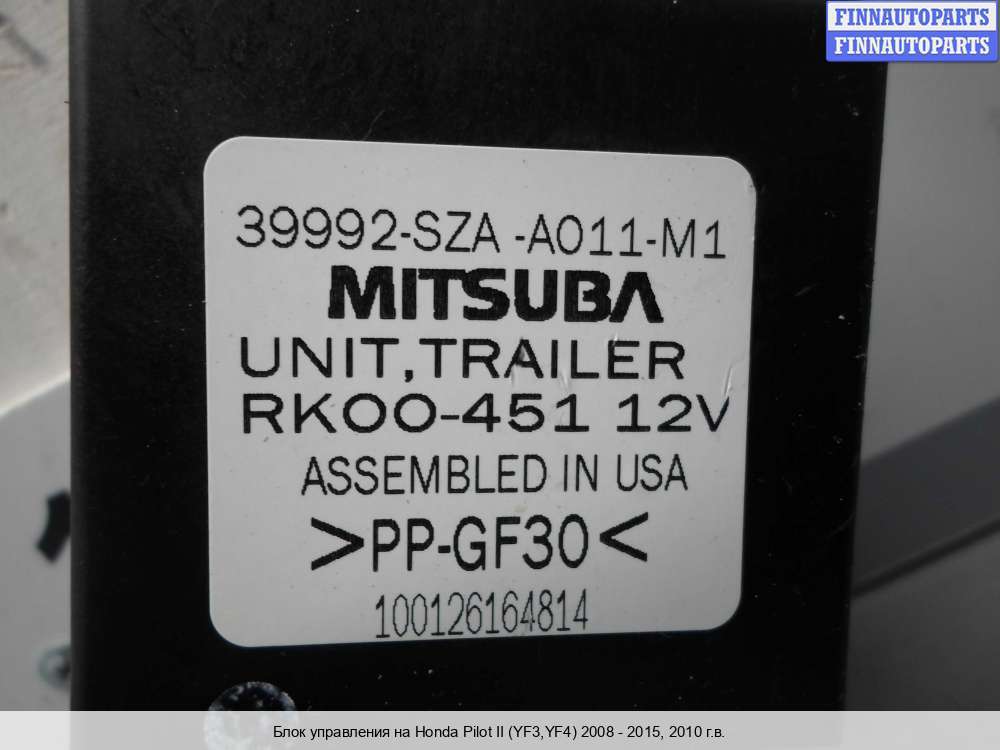 FINNAUTOPARTS
FINNAUTOPARTS
39992-SZA -A011-M1
MITSUBA
UNIT,TRAILER
RK00-451 12V
ASSEMBLED IN USA
>PP-GF30<
100126164814
Блок управления на Honda Pilot II (YF3,YF4) 2008 - 2015, 2010 г.в.